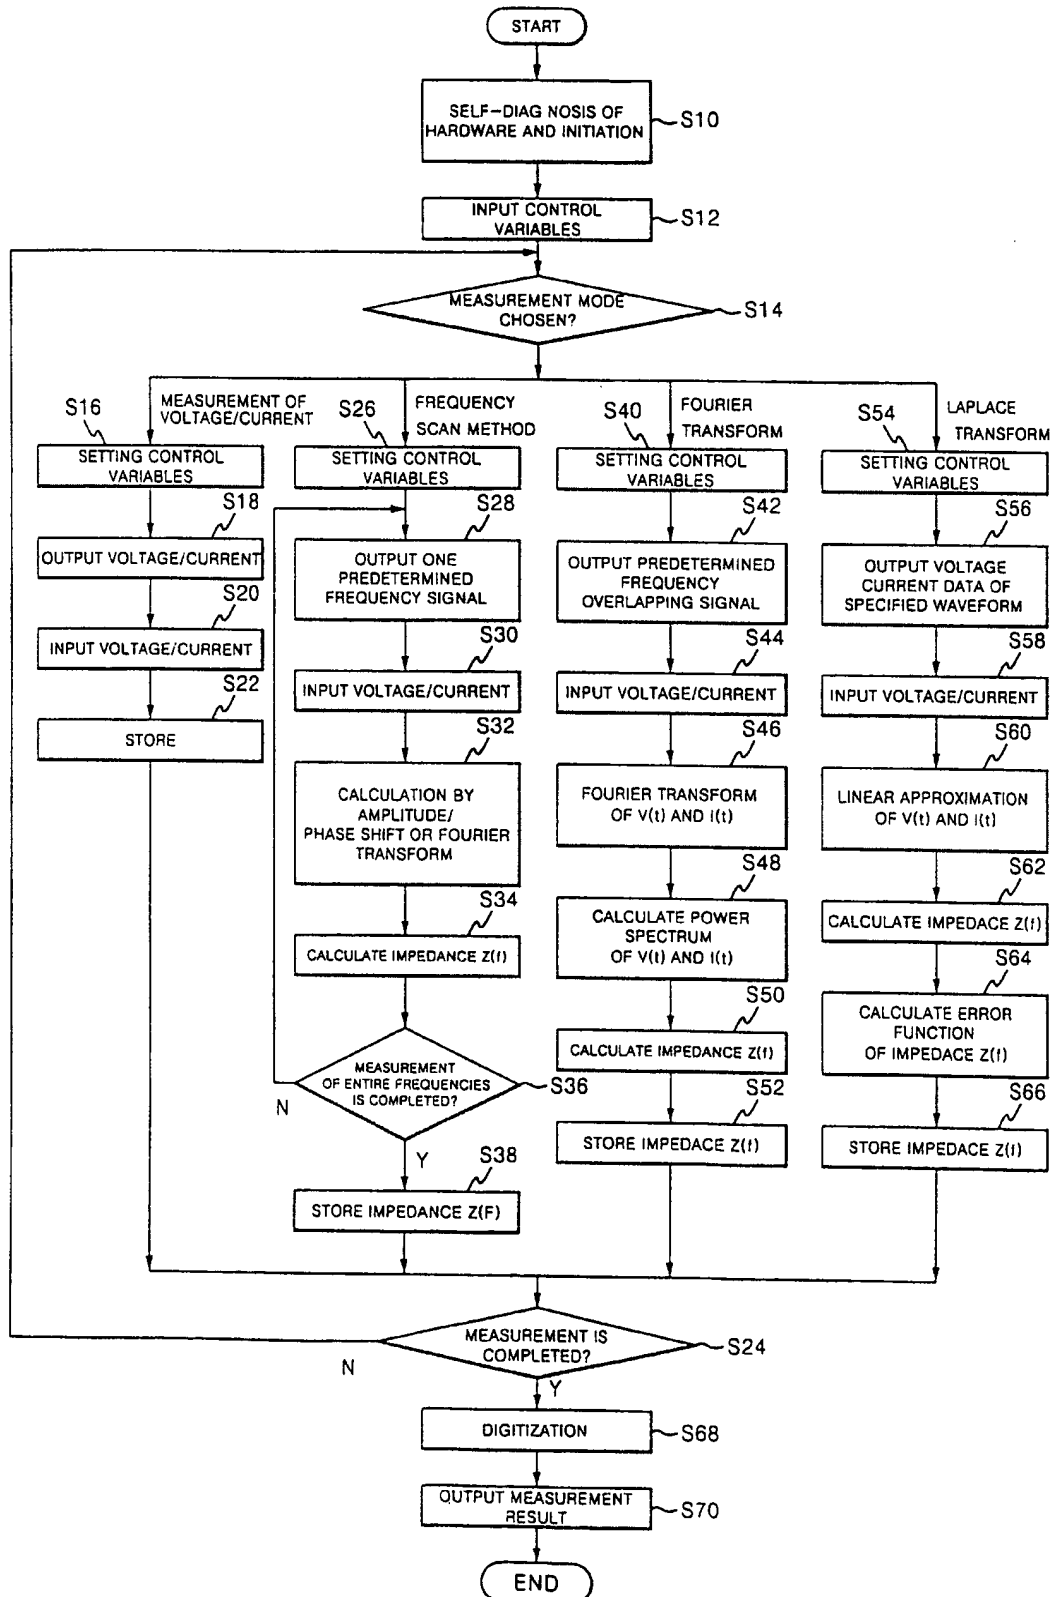 START
SELF-DIAG NOSIS OF
HARDWARE AND INITIATION
S10
INPUT CONTROL
VARIABLES
S12
MEASUREMENT MODE
CHOSEN?
S14
MEASUREMENT OF
VOLTAGE/CURRENT
S16
SETTING CONTROL
VARIABLES
S18
OUTPUT VOLTAGE/CURRENT
S20
INPUT VOLTAGE/CURRENT
S22
STORE
FREQUENCY
SCAN METHOD
S26
SETTING CONTROL
VARIABLES
S28
OUTPUT ONE
PREDETERMINED
FREQUENCY SIGNAL
S30
INPUT VOLTAGE/CURRENT
S32
CALCULATION BY
AMPLITUDE/
PHASE SHIFT OR FOURIER
TRANSFORM
S34
CALCULATE IMPEDANCE Z(f)
MEASUREMENT
OF ENTIRE FREQUENCIES
IS COMPLETED?
S36
N
Y
S38
STORE IMPEDANCE Z(F)
FOURIER
TRANSFORM
S40
SETTING CONTROL
VARIABLES
S42
OUTPUT PREDETERMINED
FREQUENCY
OVERLAPPING SIGNAL
S44
INPUT VOLTAGE/CURRENT
S46
FOURIER TRANSFORM
OF V(t) AND I(t)
S48
CALCULATE POWER
SPECTRUM
OF V(t) AND I(t)
S50
CALCULATE IMPEDANCE Z(f)
S52
STORE IMPEDACE Z(f)
LAPLACE
TRANSFORM
S54
SETTING CONTROL
VARIABLES
S56
OUTPUT VOLTAGE
CURRENT DATA OF
SPECIFIED WAVEFORM
S58
INPUT VOLTAGE/CURRENT
S60
LINEAR APPROXIMATION
OF V(t) AND I(t)
S62
CALCULATE IMPEDACE Z(f)
S64
CALCULATE ERROR
FUNCTION
OF IMPEDACE Z(f)
S66
STORE IMPEDACE Z(f)
MEASUREMENT IS
COMPLETED?
S24
N
Y
DIGITIZATION
S68
OUTPUT MEASUREMENT
RESULT
S70
END